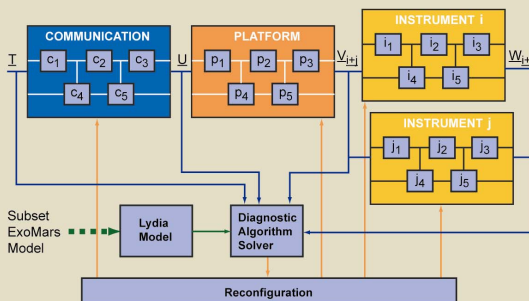 COMMUNICATION
PLATFORM
INSTRUMENT i
T
c1 c2 c3
c4 c5
U
p1 p2 p3
p4 p5
Vi+j
i1 i2 i3
i4 i5
INSTRUMENT j
j1 j2 j3
j4 j5
Subset
ExoMars
Model
Lydia
Model
Diagnostic
Algorithm
Solver
Reconfiguration